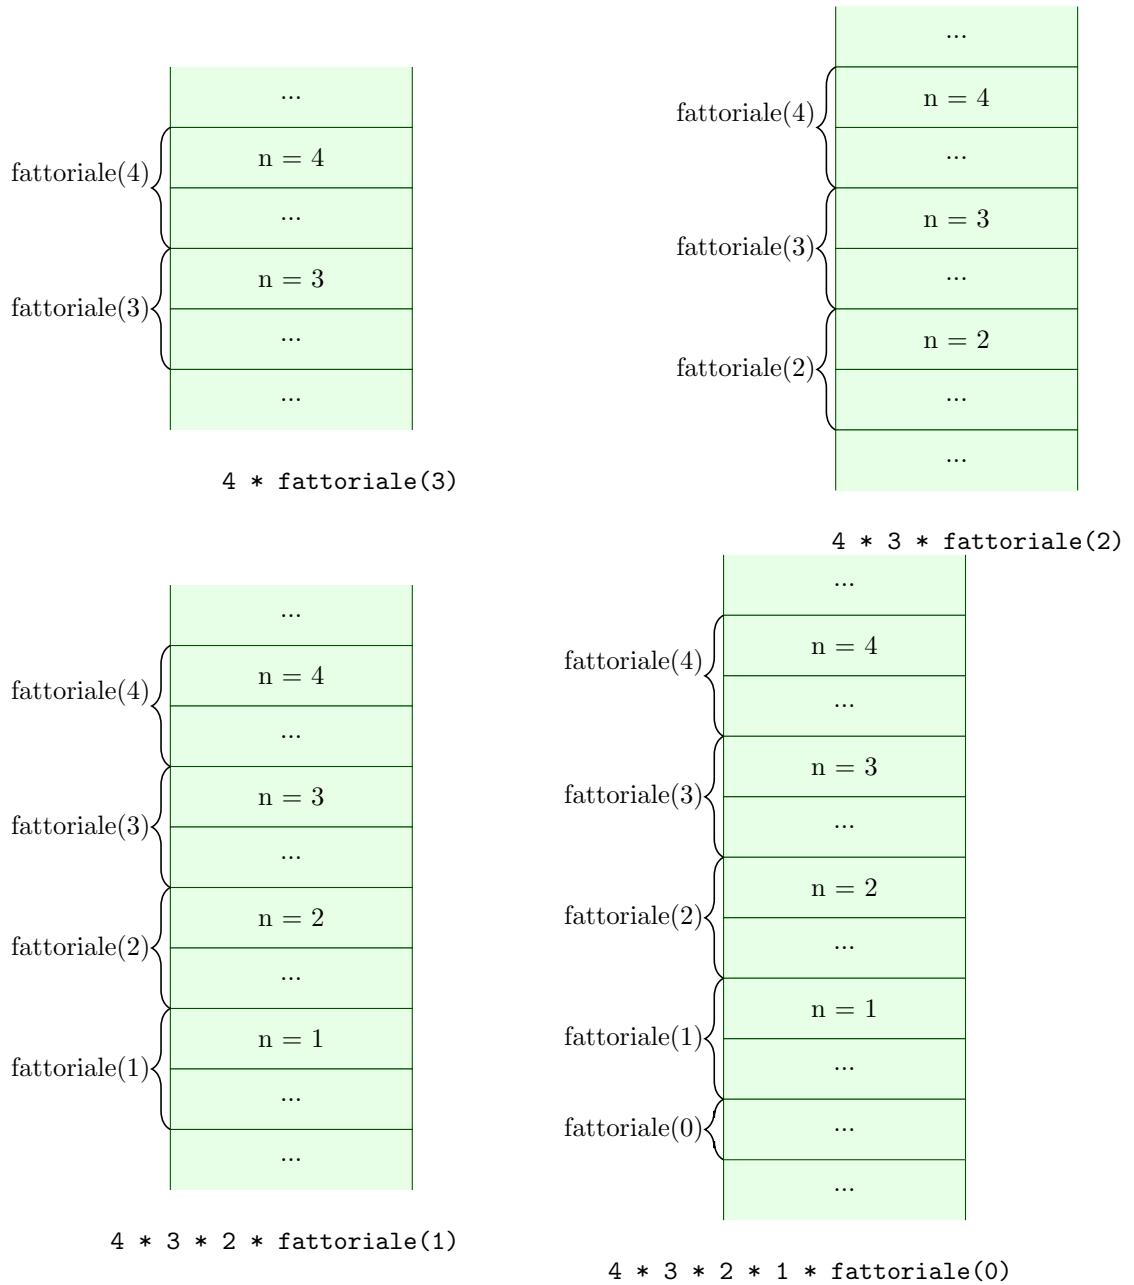 ...
fattoriale(4)
n = 4
...
fattoriale(3)
n = 3
...
...
4 * fattoriale(3)
...
fattoriale(4)
n = 4
...
fattoriale(3)
n = 3
...
fattoriale(2)
n = 2
...
...
4 * 3 * fattoriale(2)
...
fattoriale(4)
n = 4
...
fattoriale(3)
n = 3
...
fattoriale(2)
n = 2
...
fattoriale(1)
n = 1
...
...
4 * 3 * 2 * fattoriale(1)
...
fattoriale(4)
n = 4
...
fattoriale(3)
n = 3
...
fattoriale(2)
n = 2
...
fattoriale(1)
n = 1
...
fattoriale(0)
...
...
4 * 3 * 2 * 1 * fattoriale(0)